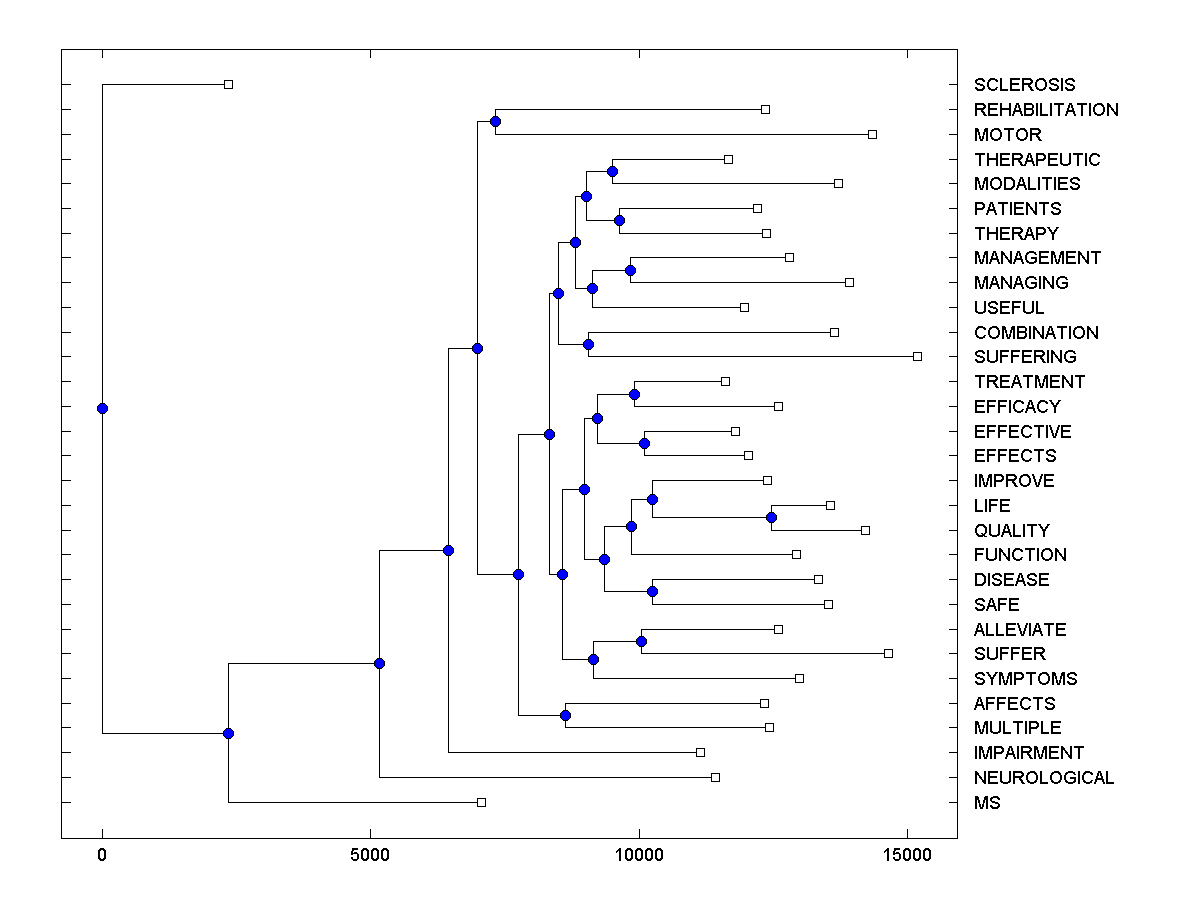 SCLEROSIS
REHABILITATION
MOTOR
THERAPEUTIC
MODALITIES
PATIENTS
THERAPY
MANAGEMENT
MANAGING
USEFUL
COMBINATION
SUFFERING
TREATMENT
EFFICACY
EFFECTIVE
EFFECTS
IMPROVE
LIFE
QUALITY
FUNCTION
DISEASE
SAFE
ALLEVIATE
SUFFER
SYMPTOMS
AFFECTS
MULTIPLE
IMPAIRMENT
NEUROLOGICAL
MS
0 5000 10000 15000